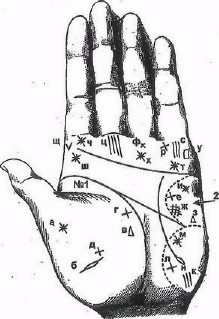 щ ч ц ф х р с у
ш х т
№1 и
е ж 2
г з
а в
м
д
б л н к